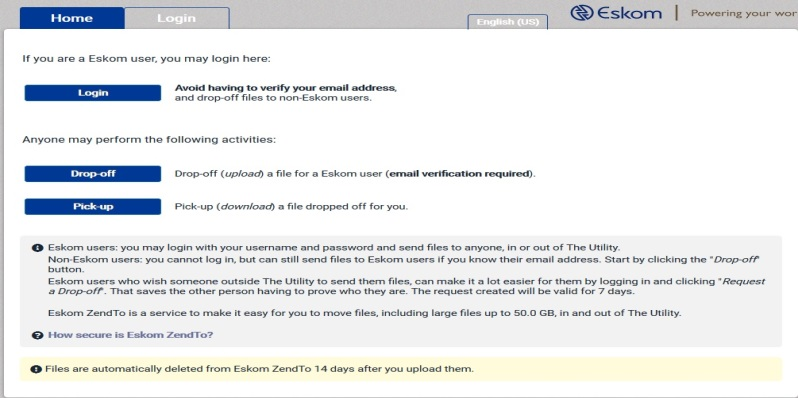 Home
Login
English (US)
Eskom
Powering your wor
If you are a Eskom user, you may login here:
Login
Avoid having to verify your email address,
and drop-off files to non-Eskom users.
Anyone may perform the following activities:
Drop-off
Drop-off (upload) a file for a Eskom user (email verification required).
Pick-up
Pick-up (download) a file dropped off for you.
Eskom users: you may login with your username and password and send files to anyone, in or out of The Utility.
Non-Eskom users: you cannot log in, but can still send files to Eskom users if you know their email address. Start by clicking the "Drop-off"
button.
Eskom users who wish someone outside The Utility to send them files, can make it a lot easier for them by logging in and clicking "Request
a Drop-off". That saves the other person having to prove who they are. The request created will be valid for 7 days.
Eskom ZendTo is a service to make it easy for you to move files, including large files up to 50.0 GB, in and out of The Utility.
How secure is Eskom ZendTo?
Files are automatically deleted from Eskom ZendTo 14 days after you upload them.